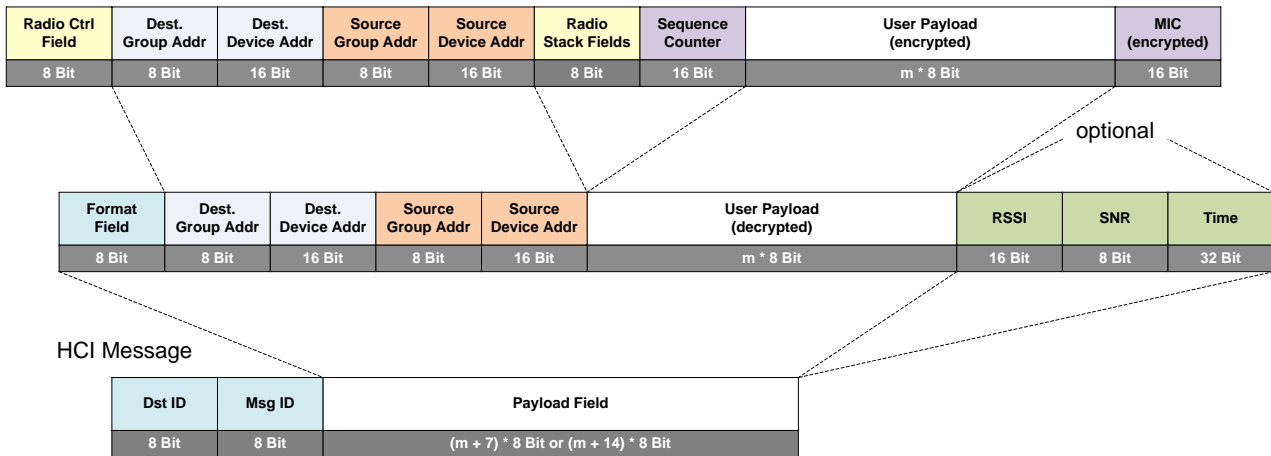 Radio Ctrl Field
Dest. Group Addr
Dest. Device Addr
Source Group Addr
Source Device Addr
Radio Stack Fields
Sequence Counter
User Payload (encrypted)
MIC (encrypted)
8 Bit
8 Bit
16 Bit
8 Bit
16 Bit
8 Bit
16 Bit
m * 8 Bit
16 Bit
optional
Format Field
Dest. Group Addr
Dest. Device Addr
Source Group Addr
Source Device Addr
User Payload (decrypted)
RSSI
SNR
Time
8 Bit
8 Bit
16 Bit
8 Bit
16 Bit
m * 8 Bit
16 Bit
8 Bit
32 Bit
HCI Message
Dst ID
Msg ID
Payload Field
8 Bit
8 Bit
(m + 7) * 8 Bit or (m + 14) * 8 Bit